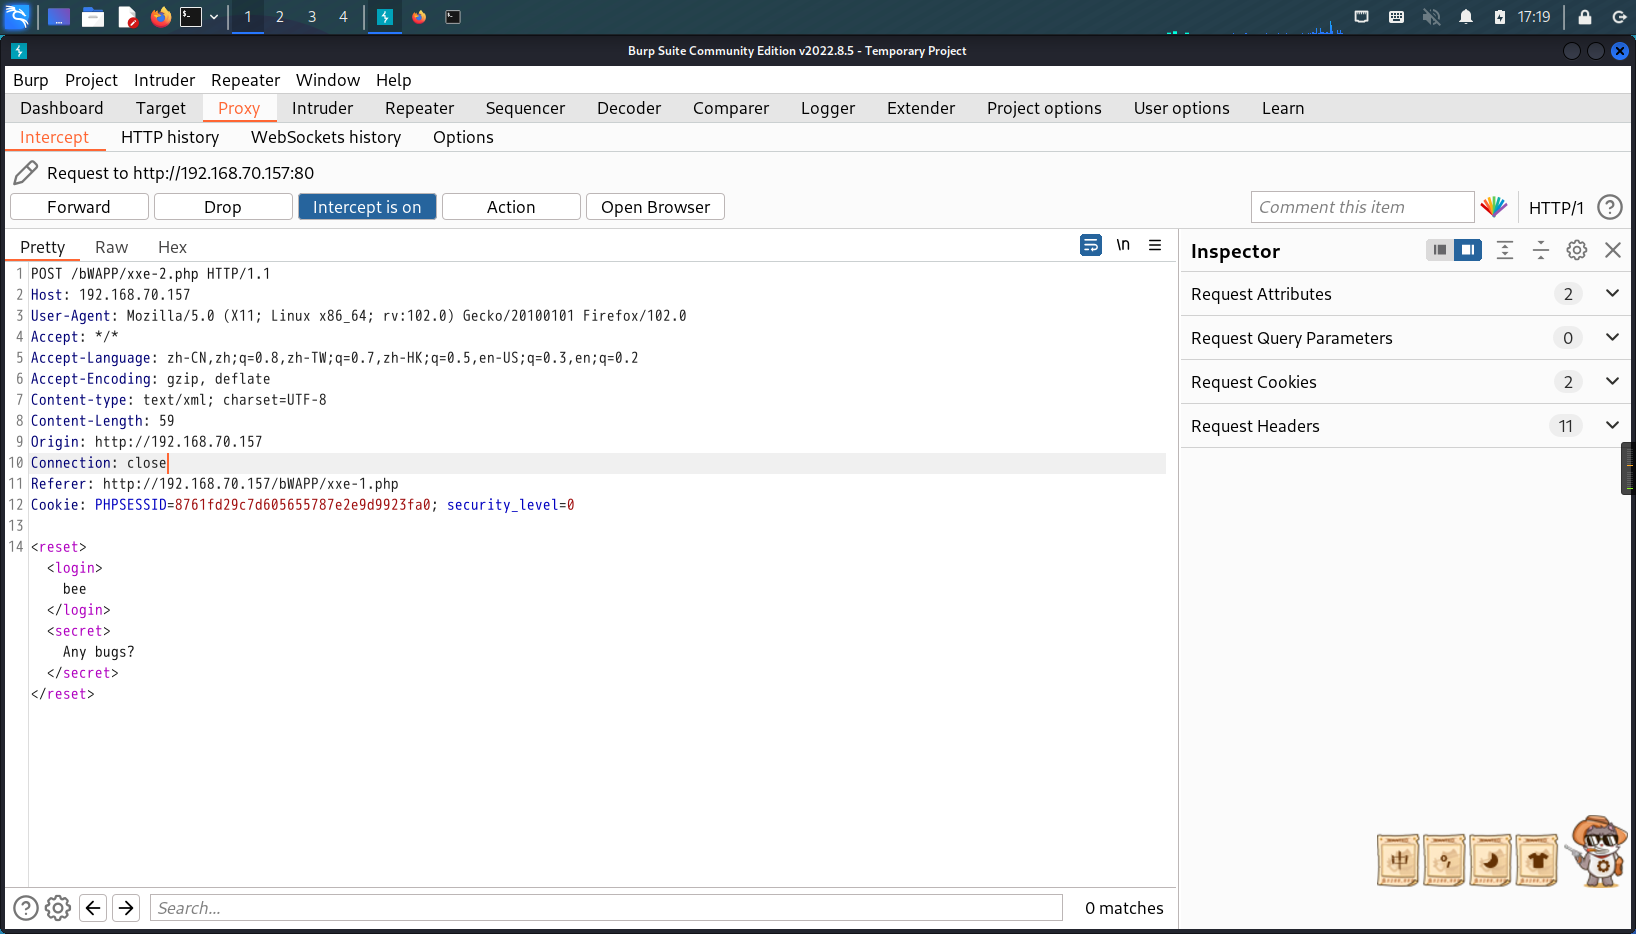 1 2 3 4 17:19
Burp Suite Community Edition v2022.8.5 - Temporary Project
Burp Project Intruder Repeater Window Help
Dashboard Target Proxy Intruder Repeater Sequencer Decoder Comparer Logger Extender Project options User options Learn
Intercept HTTP history WebSockets history Options
Request to http://192.168.70.157:80
Forward Drop Intercept is on Action Open Browser Comment this item HTTP/1 ?
Pretty Raw Hex \n
Inspector
1 POST /bWAPP/xxe-2.php HTTP/1.1
2 Host: 192.168.70.157
3 User-Agent: Mozilla/5.0 (X11; Linux x86_64; rv:102.0) Gecko/20100101 Firefox/102.0
4 Accept: */*
5 Accept-Language: zh-CN,zh;q=0.8,zh-TW;q=0.7,zh-HK;q=0.5,en-US;q=0.3,en;q=0.2
6 Accept-Encoding: gzip, deflate
7 Content-type: text/xml; charset=UTF-8
8 Content-Length: 59
9 Origin: http://192.168.70.157
10 Connection: close
11 Referer: http://192.168.70.157/bWAPP/xxe-1.php
12 Cookie: PHPSESSID=8761fd29c7d605655787e2e9d9923fa0; security_level=0
13
14 <reset>
<login>
bee
</login>
<secret>
Any bugs?
</secret>
</reset>
Request Attributes 2
Request Query Parameters 0
Request Cookies 2
Request Headers 11
中
? Search... 0 matches